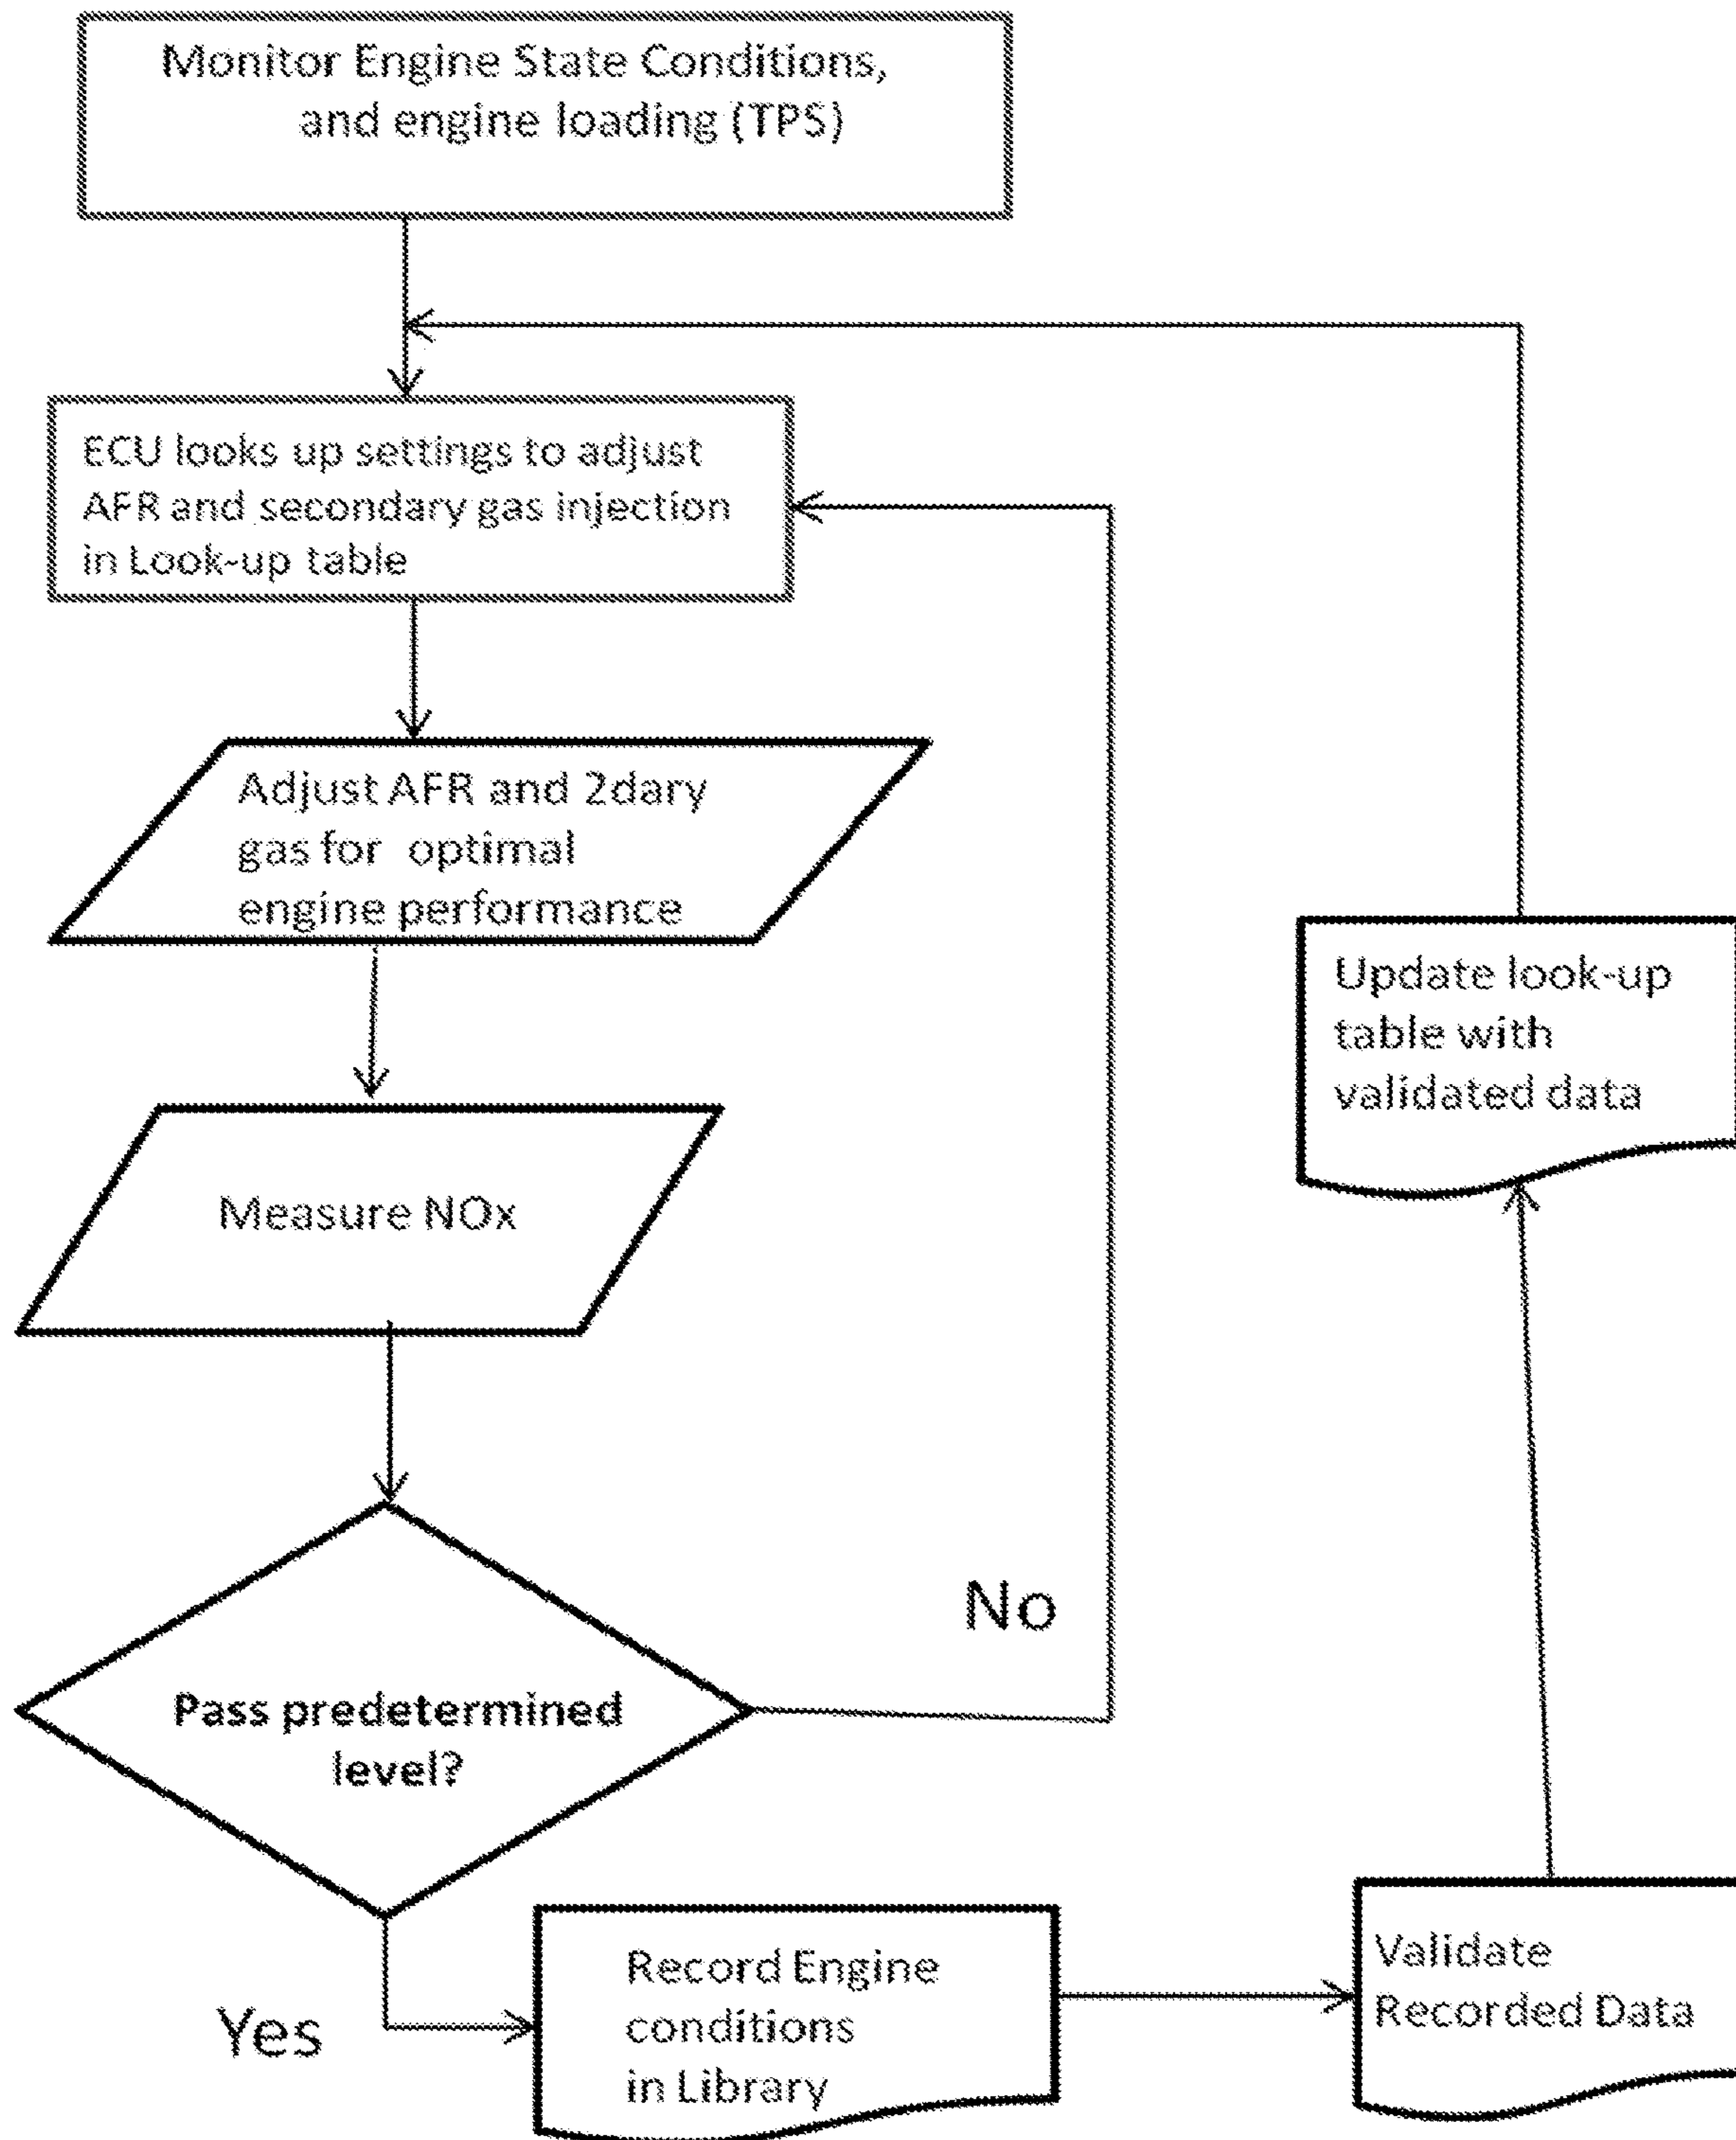 Monitor Engine State Conditions,
and engine loading (TPS)
ECU looks up settings to adjust
AFR and secondary gas injection
in Look-up table
Adjust AFR and 2dary
gas for optimal
engine performance
Measure NOx
Pass predetermined
level?
No
Yes
Record Engine
conditions
in Library
Validate
Recorded Data
Update look-up
table with
validated data